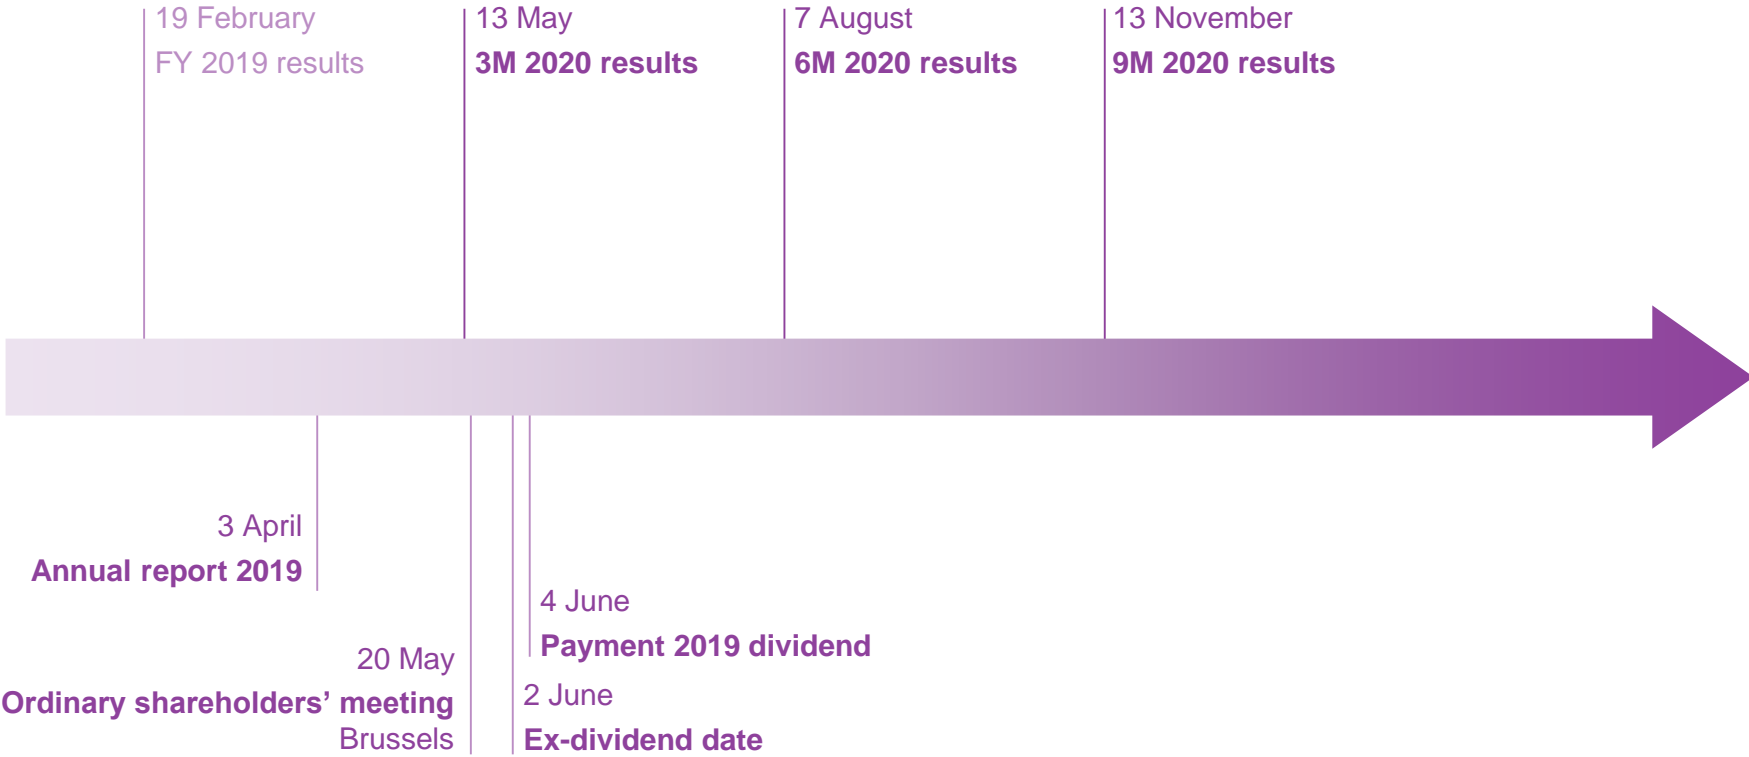 19 February
FY 2019 results
13 May
3M 2020 results
7 August
6M 2020 results
13 November
9M 2020 results
3 April
Annual report 2019
20 May
Ordinary shareholders’ meeting
Brussels
4 June
Payment 2019 dividend
2 June
Ex-dividend date